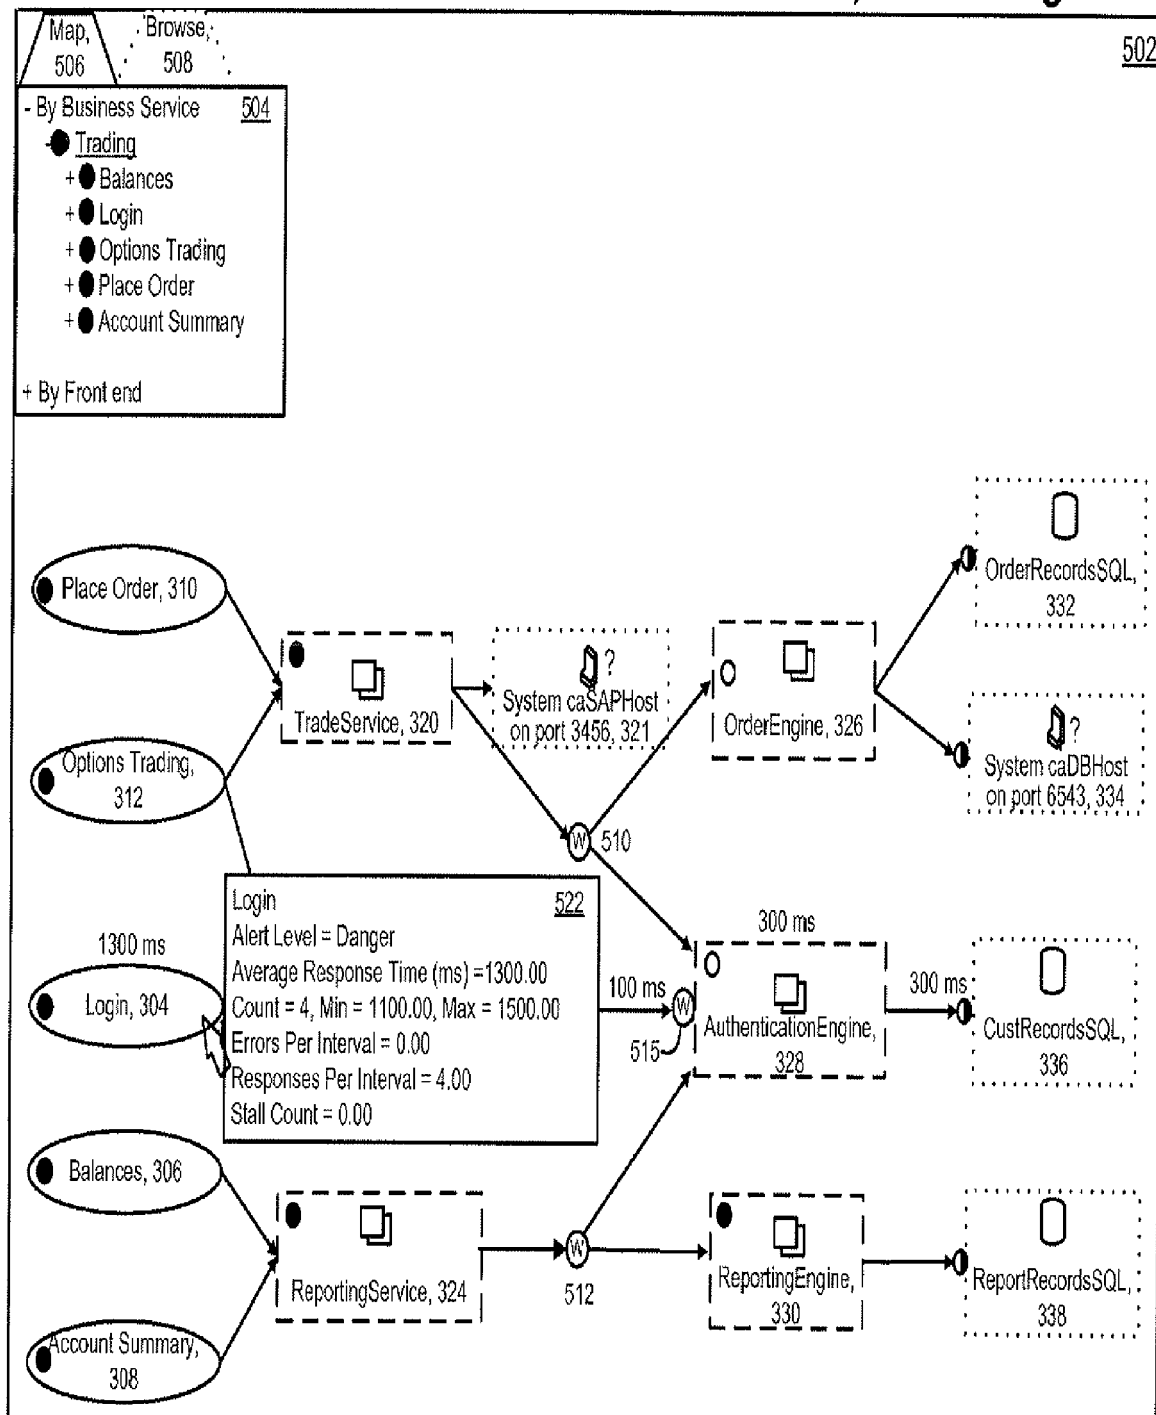 Map,
506
Browse,
508
502
- By Business Service 504
- Trading
+ Balances
+ Login
+ Options Trading
+ Place Order
+ Account Summary
+ By Front end
OrderRecordsSQL,
332
Place Order, 310
?
System caSAPHost
on port 3456, 321
TradeService, 320
OrderEngine, 326
?
System caDBHost
on port 6543, 334
Options Trading,
312
W 510
Login 522
Alert Level = Danger
Average Response Time (ms) =1300.00
Count = 4, Min = 1100.00, Max = 1500.00
Errors Per Interval = 0.00
Responses Per Interval = 4.00
Stall Count = 0.00
1300 ms
Login, 304
100 ms
W
515
300 ms
AuthenticationEngine,
328
300 ms
CustRecordsSQL,
336
Balances, 306
ReportingService, 324
W
512
ReportingEngine,
330
ReportRecordsSQL,
338
Account Summary,
308